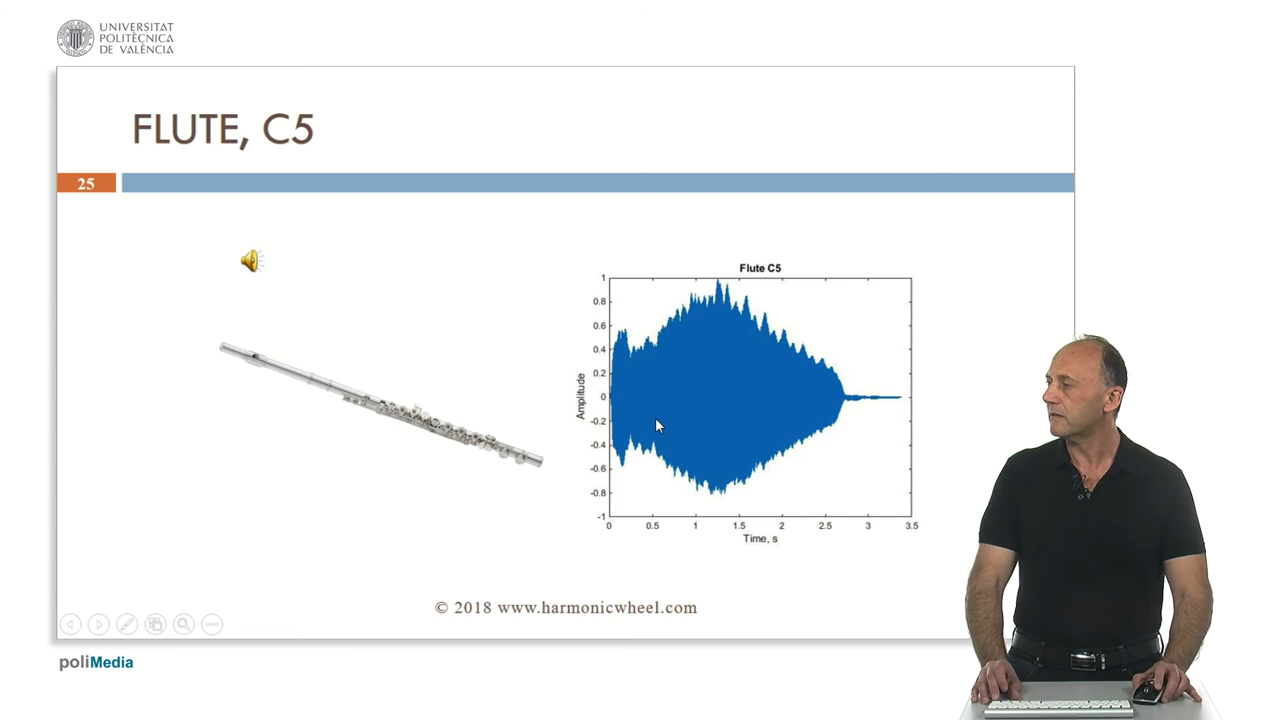 UNIVERSITAT
POLITÈCNICA
DE VALÈNCIA
FLUTE, C5
25
Flute C5
1
0.8
0.6
0.4
0.2
0
-0.2
-0.4
-0.6
-0.8
-1
Amplitude
0 0.5 1 1.5 2 2.5 3 3.5
Time, s
© 2018 www.harmonicwheel.com
poliMedia